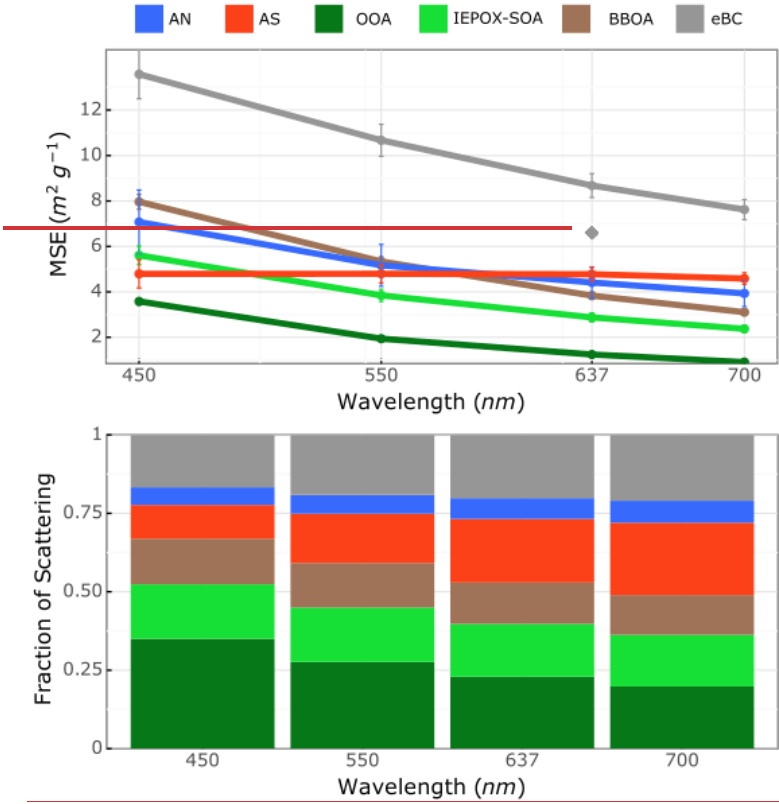 AN AS OOA IEPOX-SOA BBOA eBC
MSE (m² g⁻¹)
12
10
8
6
4
2
450 550 637 700
Wavelength (nm)
Fraction of Scattering
1
0.75
0.50
0.25
0
450 550 637 700
Wavelength (nm)